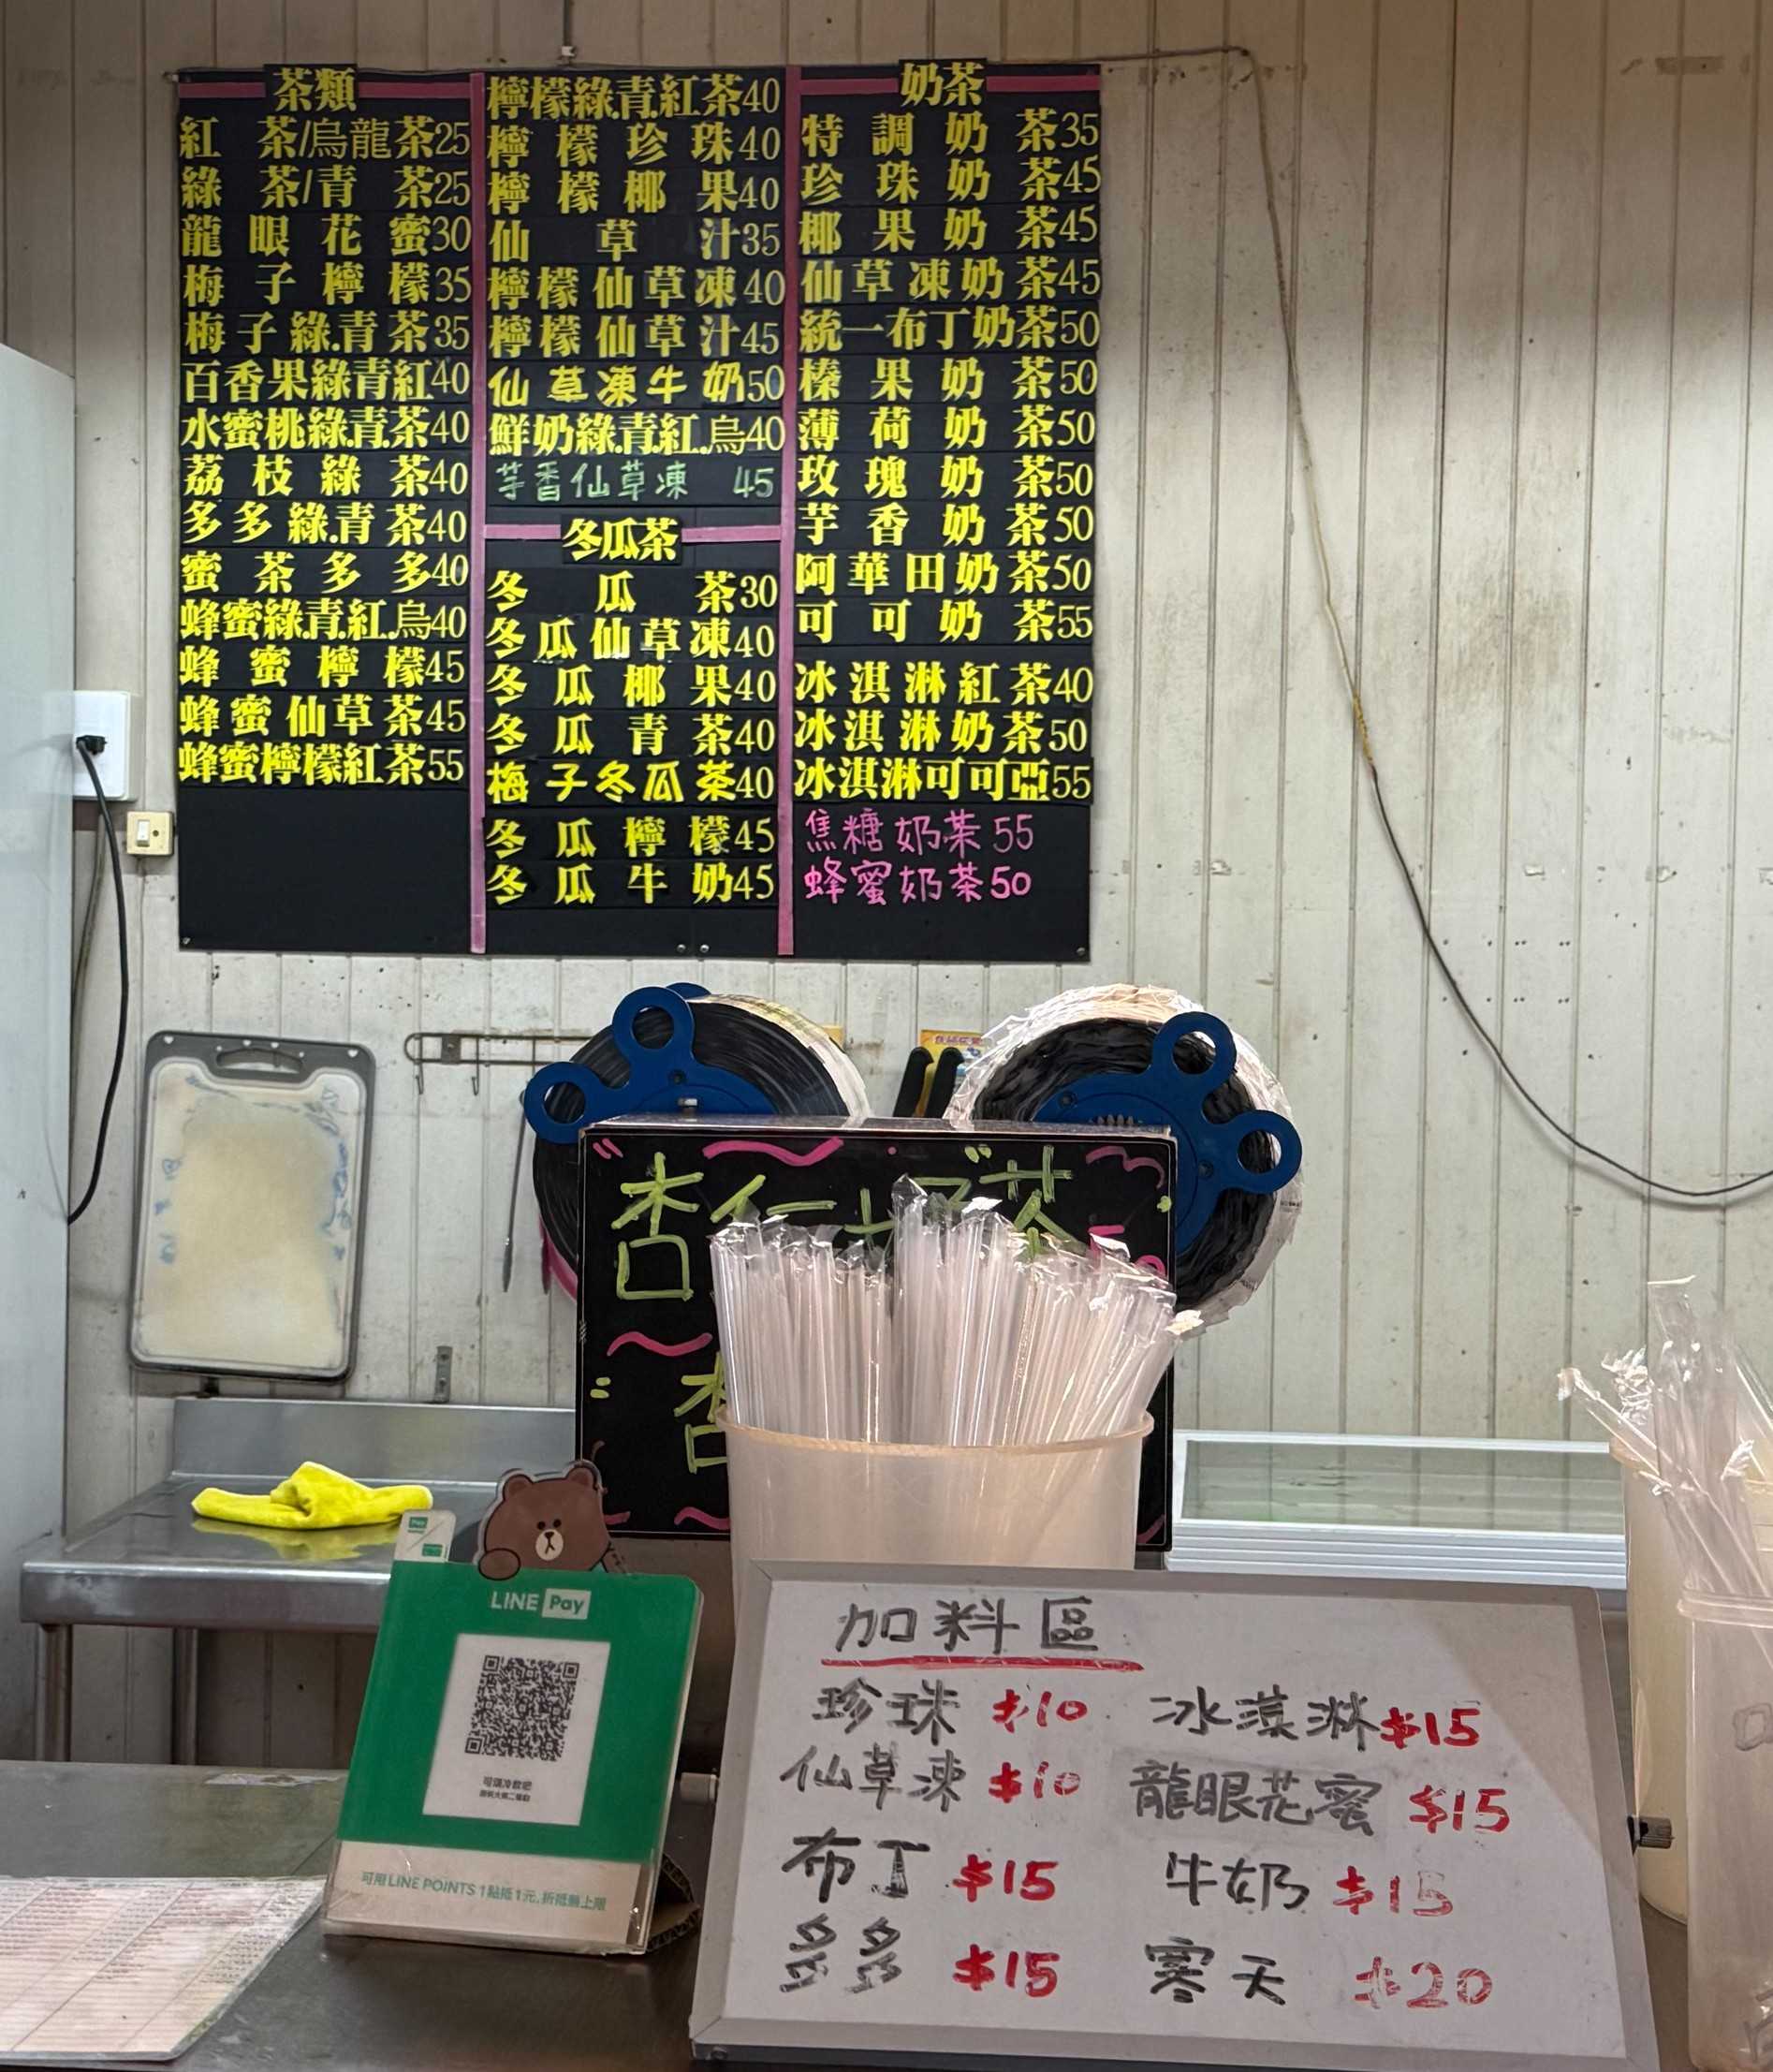 茶類
紅茶/烏龍茶25
綠茶/青茶25
龍眼花蜜30
梅子檸檬35
梅子綠.青茶35
百香果綠青紅40
水蜜桃綠.青.茶40
荔枝綠茶40
多多綠.青茶40
蜜茶多多40
蜂蜜綠.青.紅.烏40
蜂蜜檸檬45
蜂蜜仙草茶45
蜂蜜檸檬紅茶55
檸檬綠.青.紅茶40
檸檬珍珠40
檸檬椰果40
仙草汁35
檸檬仙草凍40
檸檬仙草汁45
仙草凍牛奶50
鮮奶綠.青.紅.烏40
芋香仙草凍 45
冬瓜茶
冬瓜茶30
冬瓜仙草凍40
冬瓜椰果40
冬瓜青茶40
梅子冬瓜茶40
冬瓜檸檬45
冬瓜牛奶45
奶茶
特調奶茶35
珍珠奶茶45
椰果奶茶45
仙草凍奶茶45
統一布丁奶茶50
榛果奶茶50
薄荷奶茶50
玫瑰奶茶50
芋香奶茶50
阿華田奶茶50
可可奶茶55
冰淇淋紅茶40
冰淇淋奶茶50
冰淇淋可可亞55
焦糖奶茶55
蜂蜜奶茶50
杏仁 茶
杏
LINE Pay
可用 LINE POINTS 1點抵1元,折抵無上限
加料區
珍珠 $10 冰淇淋 $15
仙草凍 $10 龍眼花蜜 $15
布丁 $15 牛奶 $15
多多 $15 寒天 $20